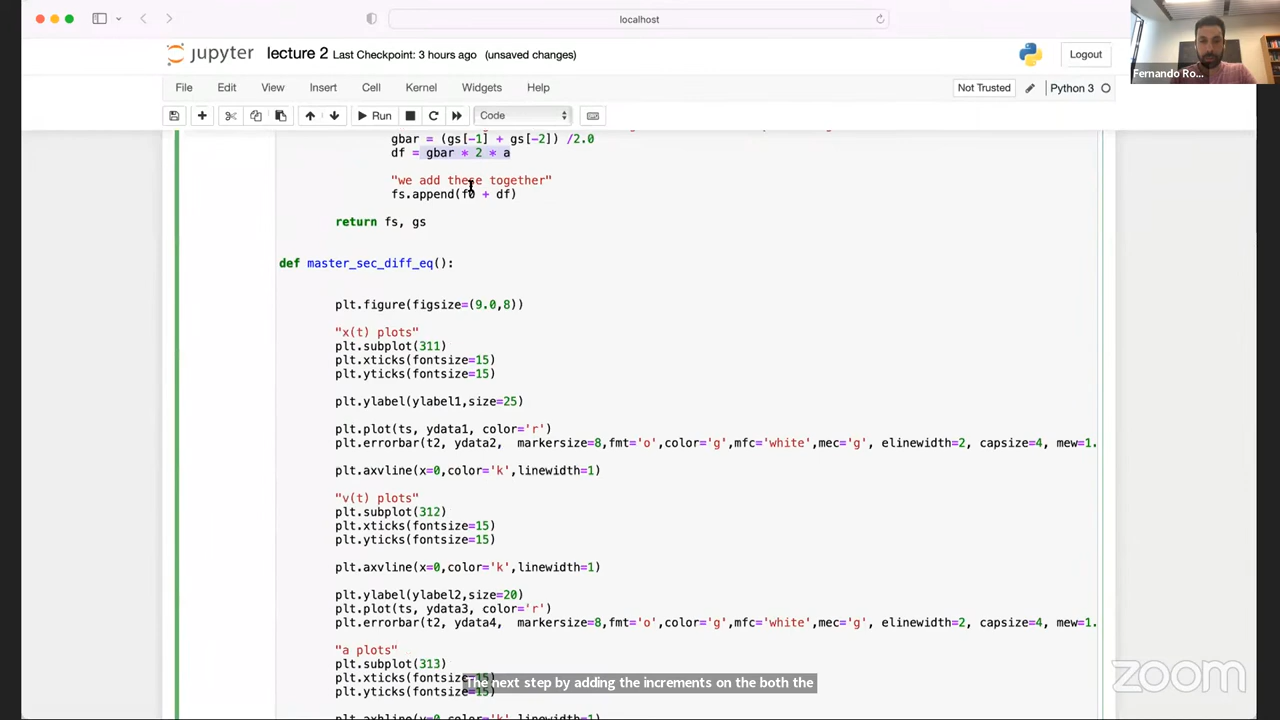 localhost
jupyter lecture 2 Last Checkpoint: 3 hours ago (unsaved changes)
Logout
Fernando Ro...
File Edit View Insert Cell Kernel Widgets Help
Not Trusted
Python 3
Run
Code
gbar = (gs[-1] + gs[-2]) /2.0
df = gbar * 2 * a
"we add these together"
fs.append(f0 + df)
return fs, gs
def master_sec_diff_eq():
plt.figure(figsize=(9.0,8))
"x(t) plots"
plt.subplot(311)
plt.xticks(fontsize=15)
plt.yticks(fontsize=15)
plt.ylabel(ylabel1,size=25)
plt.plot(ts, ydata1, color='r')
plt.errorbar(t2, ydata2,  markersize=8,fmt='o',color='g',mfc='white',mec='g', elinewidth=2, capsize=4, mew=1.
plt.axvline(x=0,color='k',linewidth=1)
"v(t) plots"
plt.subplot(312)
plt.xticks(fontsize=15)
plt.yticks(fontsize=15)
plt.axvline(x=0,color='k',linewidth=1)
plt.ylabel(ylabel2,size=20)
plt.plot(ts, ydata3, color='r')
plt.errorbar(t2, ydata4,  markersize=8,fmt='o',color='g',mfc='white',mec='g', elinewidth=2, capsize=4, mew=1.
"a plots"
plt.subplot(313)
plt.xticks(fontsize=15)
The next step by adding the increments on the both the
plt.yticks(fontsize=15)
zoom